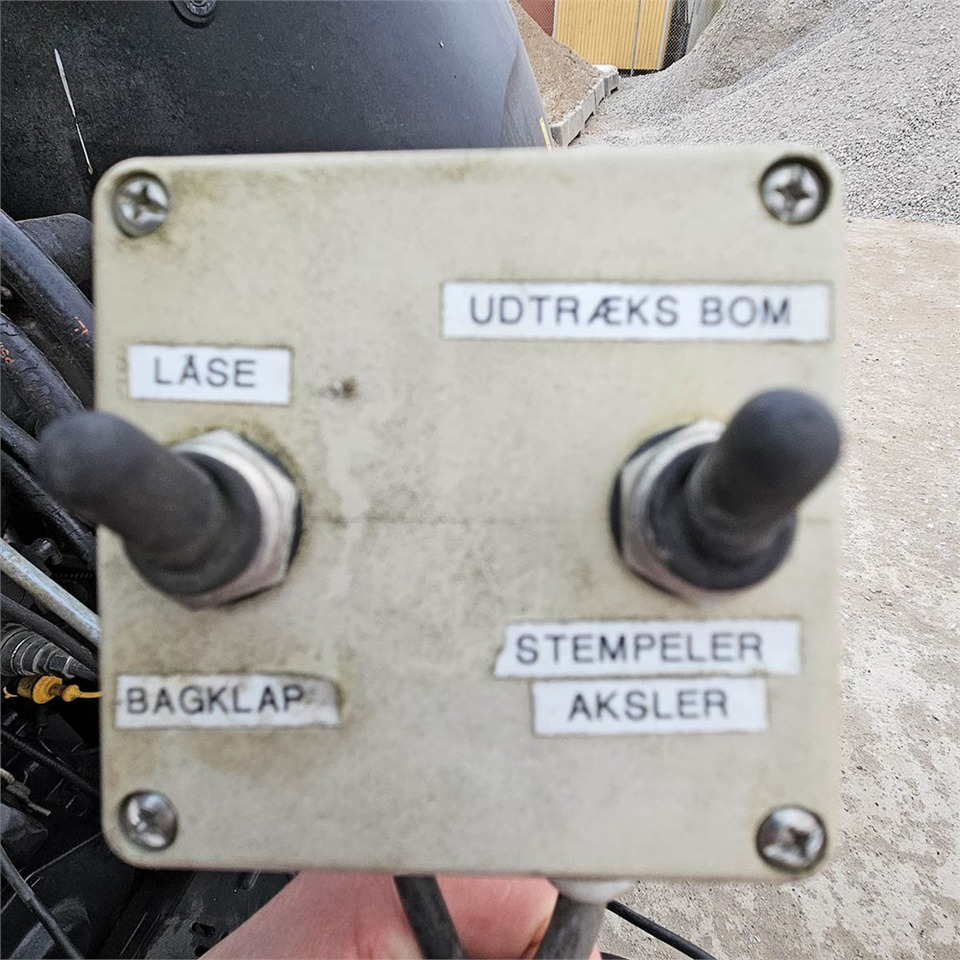 UDTRÆKS BOM
LÅSE
STEMPELER
AKSLER
BAGKLAP